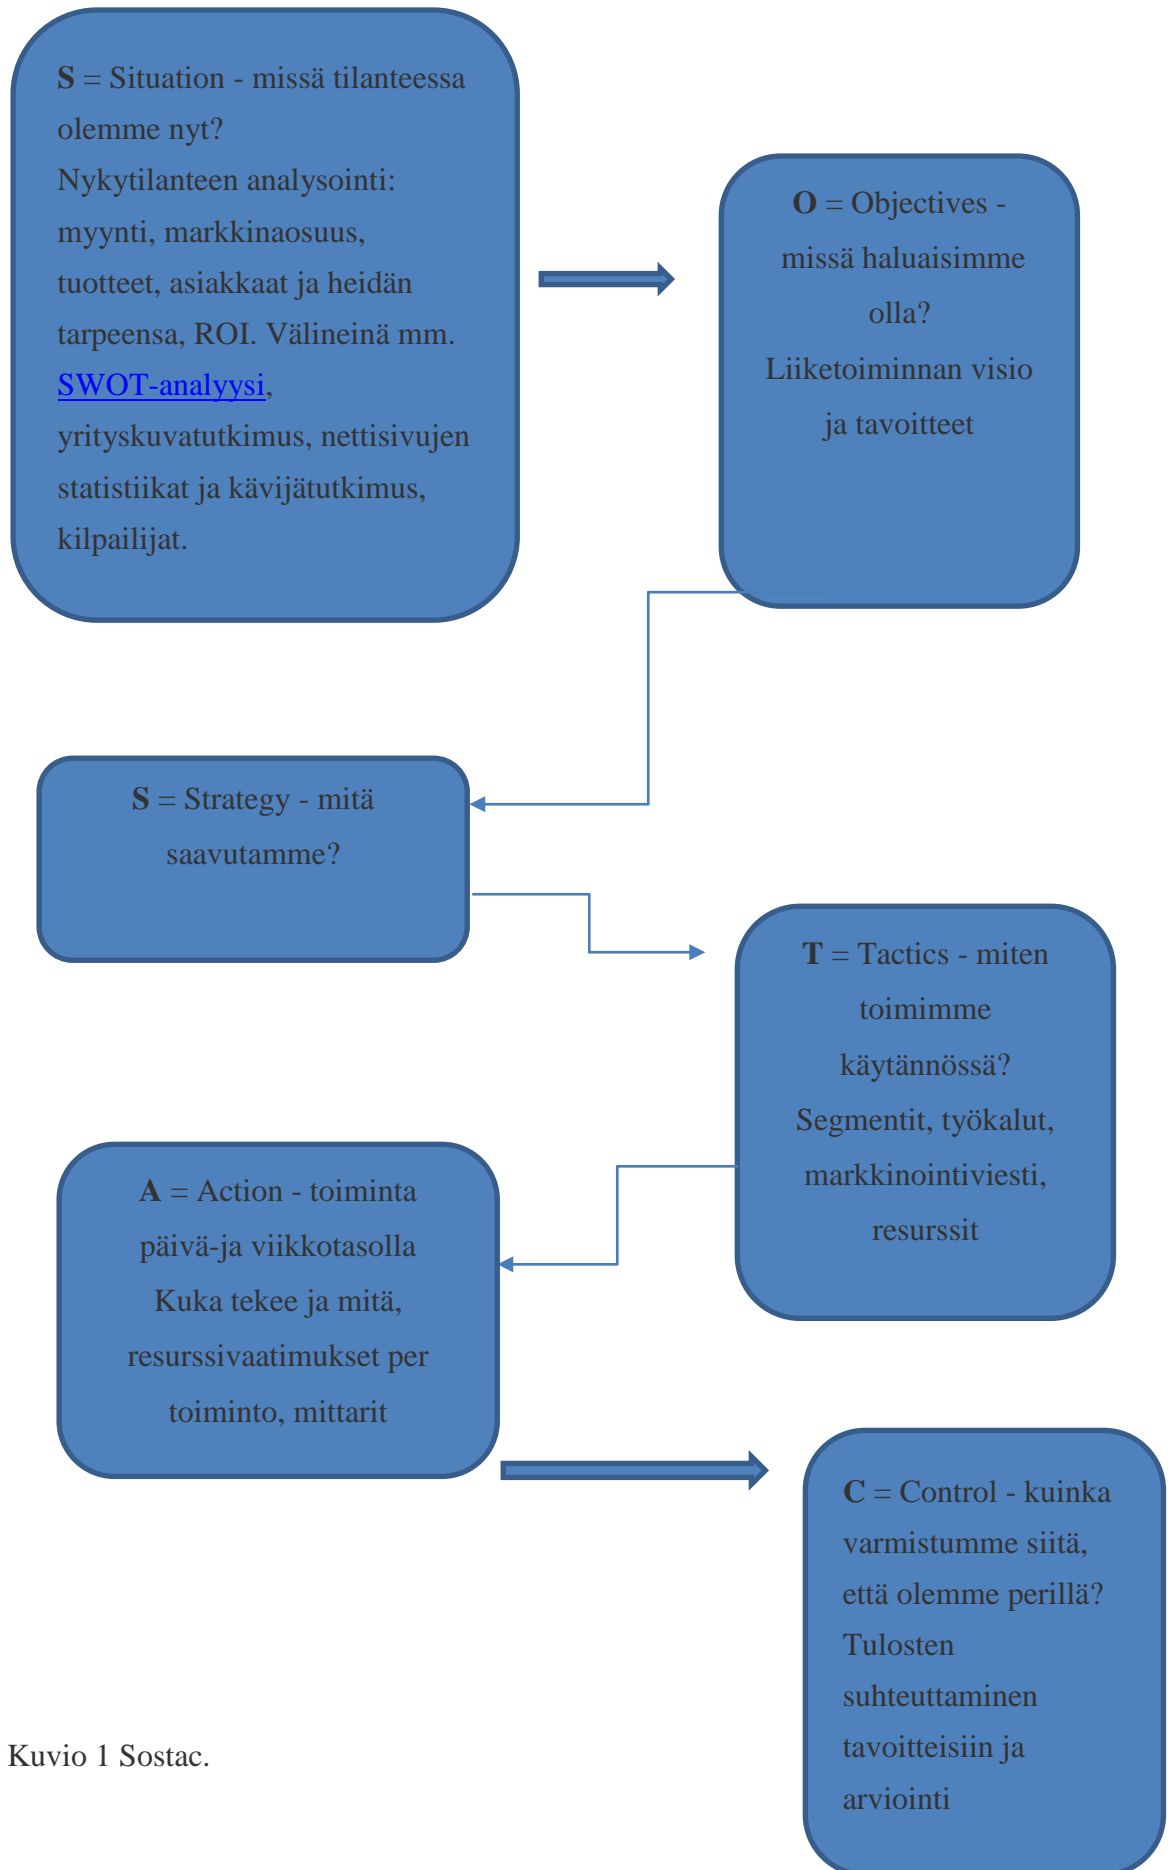 S = Situation - missä tilanteessa
olemme nyt?
Nykytilanteen analysointi:
myynti, markkinaosuus,
tuotteet, asiakkaat ja heidän
tarpeensa, ROI. Välineinä mm.
SWOT-analyysi,
yrityskuvatutkimus, nettisivujen
statistiikat ja kävijätutkimus,
kilpailijat.
O = Objectives -
missä haluaisimme
olla?
Liiketoiminnan visio
ja tavoitteet
S = Strategy - mitä
saavutamme?
T = Tactics - miten
toimimme
käytännössä?
Segmentit, työkalut,
markkinointiviesti,
resurssit
A = Action - toiminta
päivä-ja viikkotasolla
Kuka tekee ja mitä,
resurssivaatimukset per
toiminto, mittarit
C = Control - kuinka
varmistumme siitä,
että olemme perillä?
Tulosten
suhteuttaminen
tavoitteisiin ja
arviointi
Kuvio 1 Sostac.